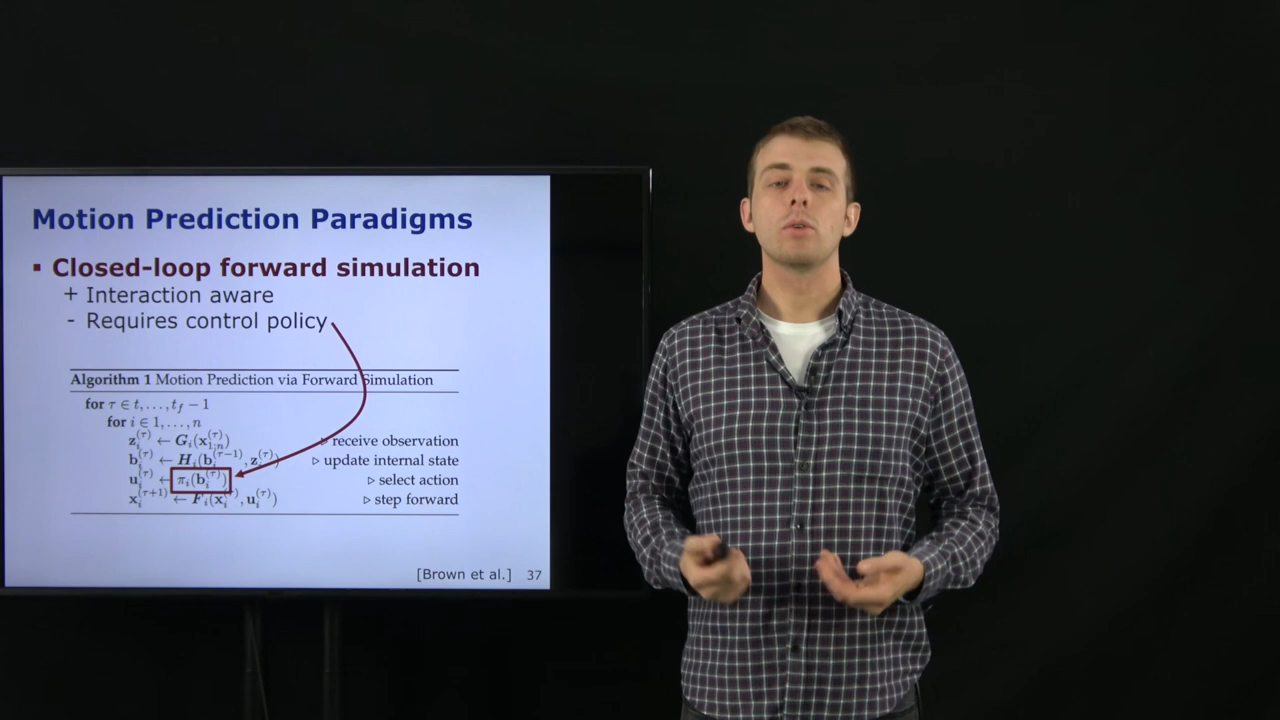 Motion Prediction Paradigms
▪ Closed-loop forward simulation
+ Interaction aware
- Requires control policy
Algorithm 1 Motion Prediction via Forward Simulation
for τ ∈ t, . . . , t_f − 1
for i ∈ 1, . . . , n
z_i^(τ) ← G_i(x_{1:n}^(τ)) ▷ receive observation
b_i^(τ) ← H_i(b_i^(τ−1), z_i^(τ)) ▷ update internal state
u_i^(τ) ← π_i(b_i^(τ)) ▷ select action
x_i^(τ+1) ← F_i(x_i^(τ), u_i^(τ)) ▷ step forward
[Brown et al.] 37